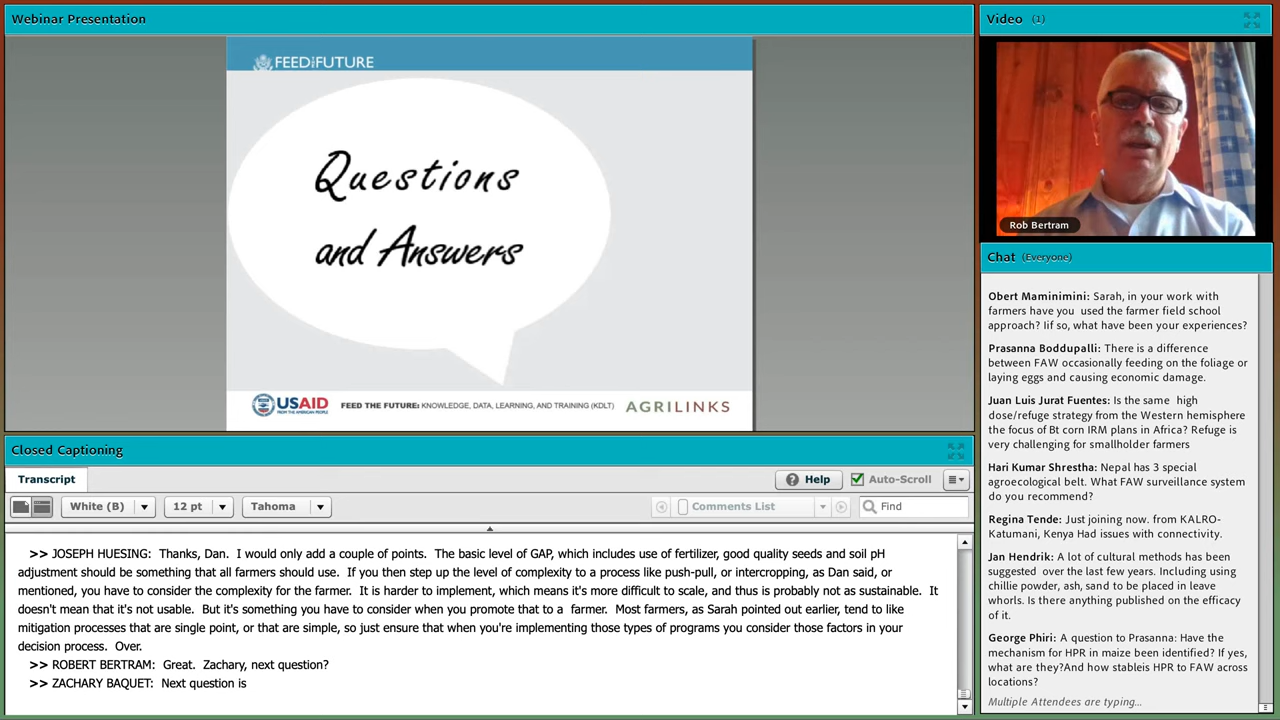 Webinar Presentation
FEED THE FUTURE
Questions
and Answers
USAID
FROM THE AMERICAN PEOPLE
FEED THE FUTURE: KNOWLEDGE, DATA, LEARNING, AND TRAINING (KDLT)
AGRILINKS
Video (1)
Rob Bertram
Chat (Everyone)
Obert Maminimini: Sarah, in your work with
farmers have you used the farmer field school
approach? Iif so, what have been your experiences?
Prasanna Boddupalli: There is a difference
between FAW occasionally feeding on the foliage or
laying eggs and causing economic damage.
Juan Luis Jurat Fuentes: Is the same high
dose/refuge strategy from the Western hemisphere
the focus of Bt corn IRM plans in Africa? Refuge is
very challenging for smallholder farmers
Hari Kumar Shrestha: Nepal has 3 special
agroecological belt. What FAW surveillance system
do you recommend?
Regina Tende: Just joining now. from KALRO-
Katumani, Kenya Had issues with connectivity.
Jan Hendrik: A lot of cultural methods has been
suggested over the last few years. Including using
chillie powder, ash, sand to be placed in leave
whorls. Is there anything published on the efficacy
of it.
George Phiri: A question to Prasanna: Have the
mechanism for HPR in maize been identified? If yes,
what are they?And how stableis HPR to FAW across
locations?
Multiple Attendees are typing...
Closed Captioning
Transcript
Help
Auto-Scroll
White (B)
12 pt
Tahoma
Comments List
Find
>> JOSEPH HUESING: Thanks, Dan. I would only add a couple of points. The basic level of GAP, which includes use of fertilizer, good quality seeds and soil pH
adjustment should be something that all farmers should use. If you then step up the level of complexity to a process like push-pull, or intercropping, as Dan said, or
mentioned, you have to consider the complexity for the farmer. It is harder to implement, which means it's more difficult to scale, and thus is probably not as sustainable. It
doesn't mean that it's not usable. But it's something you have to consider when you promote that to a farmer. Most farmers, as Sarah pointed out earlier, tend to like
mitigation processes that are single point, or that are simple, so just ensure that when you're implementing those types of programs you consider those factors in your
decision process. Over.
>> ROBERT BERTRAM: Great. Zachary, next question?
>> ZACHARY BAQUET: Next question is